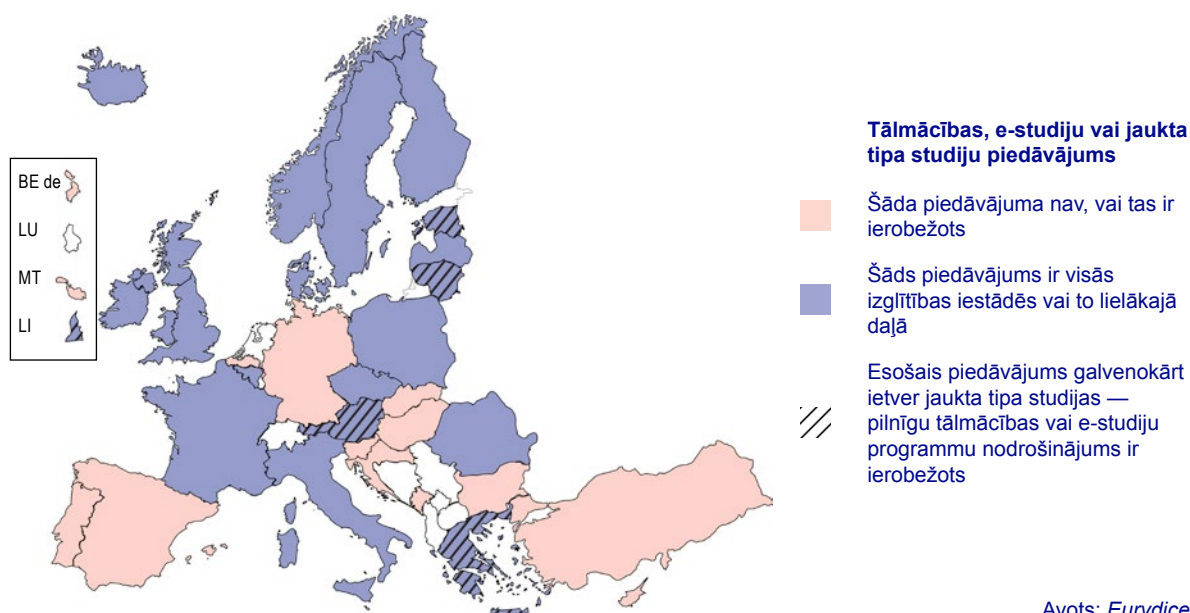 BE de
LU
MT
LI
Tālmācības, e-studiju vai jaukta
tipa studiju piedāvājums
Šāda piedāvājuma nav, vai tas ir
ierobežots
Šāds piedāvājums ir visās
izglītības iestādēs vai to lielākajā
daļā
Esošais piedāvājums galvenokārt
ietver jaukta tipa studijas —
pilnīgu tālmācības vai e-studiju
programmu nodrošinājums ir
ierobežots
Avots: Eurydice